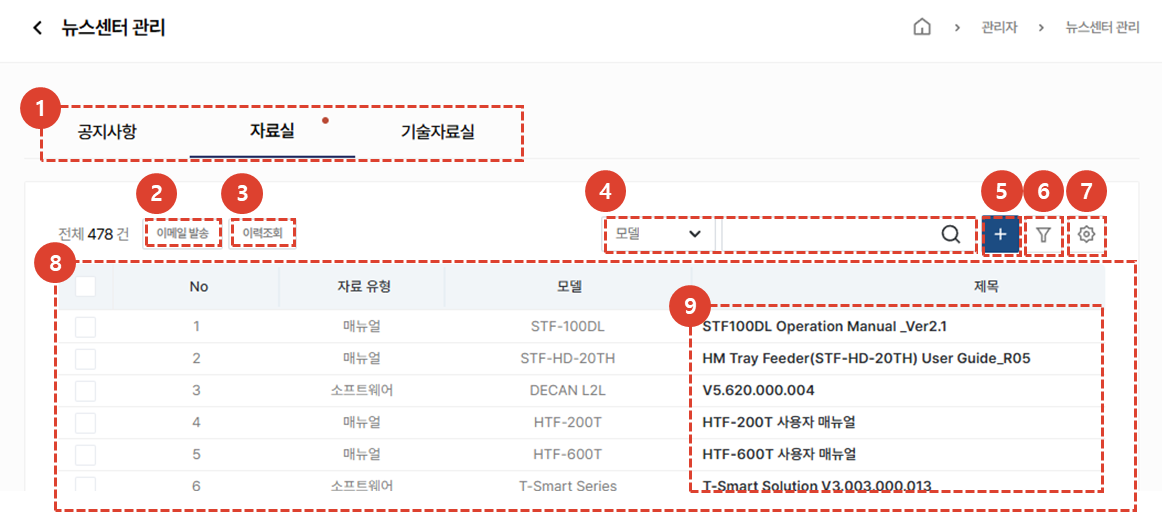 뉴스센터 관리
관리자 뉴스센터 관리
1
공지사항 자료실 기술자료실
2 3 4 5 6 7
전체 478 건 이메일 발송 이력조회 모델 +
8
No 자료 유형 모델 제목
9
1 매뉴얼 STF-100DL STF100DL Operation Manual _Ver2.1
2 매뉴얼 STF-HD-20TH HM Tray Feeder(STF-HD-20TH) User Guide_R05
3 소프트웨어 DECAN L2L V5.620.000.004
4 매뉴얼 HTF-200T HTF-200T 사용자 매뉴얼
5 매뉴얼 HTF-600T HTF-600T 사용자 매뉴얼
6 소프트웨어 T-Smart Series T-Smart Solution V3.003.000.013